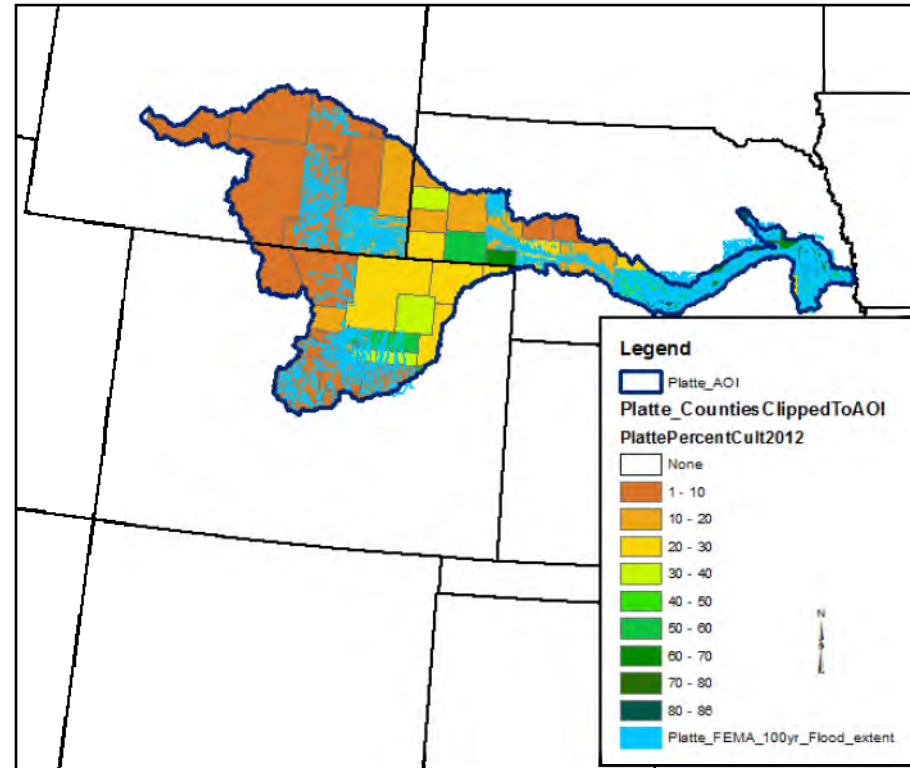 Legend
Platte_AOI
Platte_CountiesClippedToAOI
PlattePercentCult2012
None
1 - 10
10 - 20
20 - 30
30 - 40
40 - 50
50 - 60
60 - 70
70 - 80
80 - 86
Platte_FEMA_100yr_Flood_extent
N